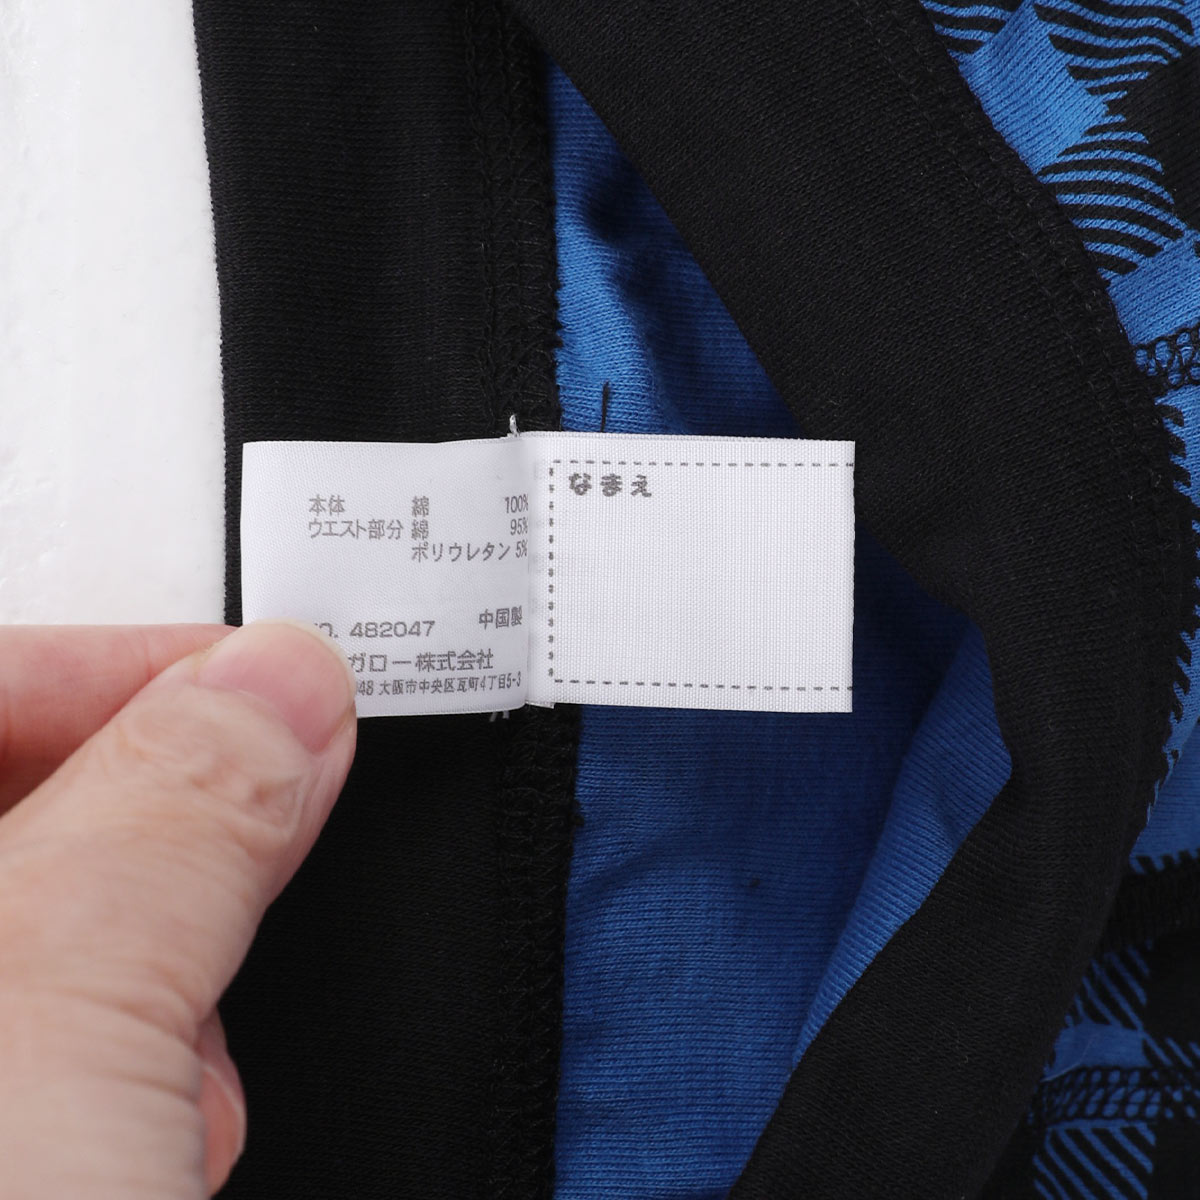 本体 綿 100%
ウエスト部分 綿 95%
ポリウレタン 5%
482047 中国製
ガロー株式会社
048 大阪市中央区瓦町4丁目5-3
なまえ